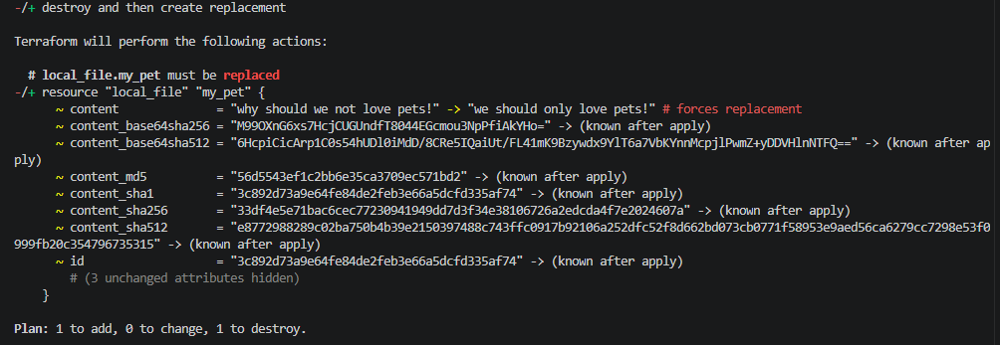 -/+ destroy and then create replacement
Terraform will perform the following actions:
# local_file.my_pet must be replaced
-/+ resource "local_file" "my_pet" {
~ content = "why should we not love pets!" -> "we should only love pets!" # forces replacement
~ content_base64sha256 = "M99OXnG6xs7HcjCUGUndfT8044EGcmou3NpPfiAkYHo=" -> (known after apply)
~ content_base64sha512 = "6HcpiCicArp1C0s54hUDl0iMdD/8CRe5IQaiUt/FL41mK9Bzywdx9YlT6a7VbKYnnMcpjlPwmZ+yDDVHlnNTFQ==" -> (known after ap
ply)
~ content_md5 = "56d5543ef1c2bb6e35ca3709ec571bd2" -> (known after apply)
~ content_sha1 = "3c892d73a9e64fe84de2feb3e66a5dcfd335af74" -> (known after apply)
~ content_sha256 = "33df4e5e71bac6cec77230941949dd7d3f34e38106726a2edcda4f7e2024607a" -> (known after apply)
~ content_sha512 = "e8772988289c02ba750b4b39e2150397488c743ffc0917b92106a252dfc52f8d662bd073cb0771f58953e9aed56ca6279cc7298e53f0
999fb20c354796735315" -> (known after apply)
~ id = "3c892d73a9e64fe84de2feb3e66a5dcfd335af74" -> (known after apply)
# (3 unchanged attributes hidden)
}
Plan: 1 to add, 0 to change, 1 to destroy.